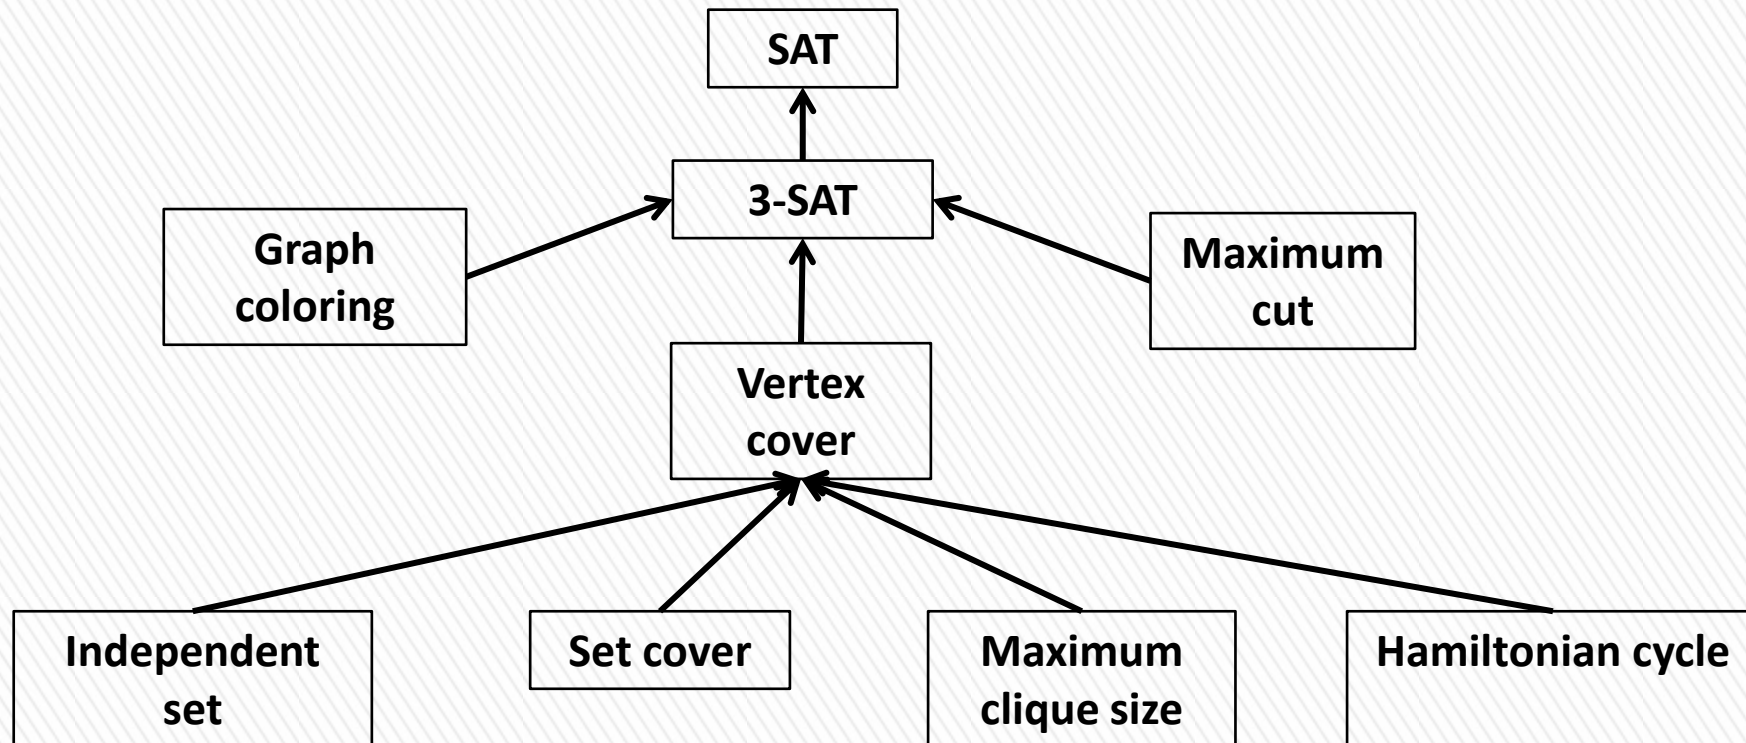 SAT
3-SAT
Graph
coloring
Maximum
cut
Vertex
cover
Independent
set
Set cover
Maximum
clique size
Hamiltonian cycle